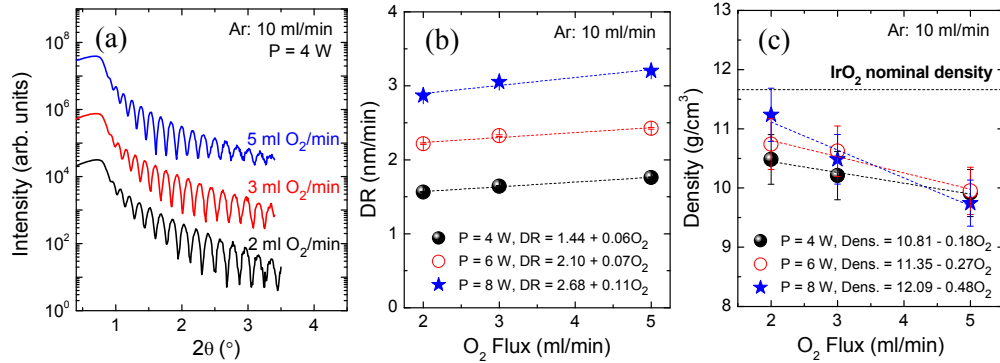 (a)
Ar: 10 ml/min
P = 4 W
5 ml O₂/min
3 ml O₂/min
2 ml O₂/min
Intensity (arb. units)
10⁸
10⁶
10⁴
10²
10⁰
1
2
3
4
2θ (°)
(b)
Ar: 10 ml/min
P = 4 W, DR = 1.44 + 0.06O₂
P = 6 W, DR = 2.10 + 0.07O₂
P = 8 W, DR = 2.68 + 0.11O₂
DR (nm/min)
4
3
2
1
0
2
3
4
5
O₂ Flux (ml/min)
(c)
Ar: 10 ml/min
IrO₂ nominal density
P = 4 W, Dens. = 10.81 - 0.18O₂
P = 6 W, Dens. = 11.35 - 0.27O₂
P = 8 W, Dens. = 12.09 - 0.48O₂
Density (g/cm³)
13
12
11
10
9
8
2
3
4
5
O₂ Flux (ml/min)